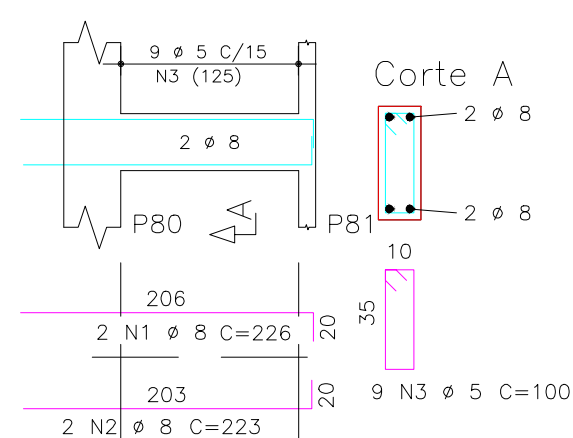 9 ø 5 C/15
N3 (125)
Corte A
2 ø 8
2 ø 8
A
P80
P81
2 ø 8
10
206
20
35
2 N1 ø 8 C=226
203
20
9 N3 ø 5 C=100
2 N2 ø 8 C=223